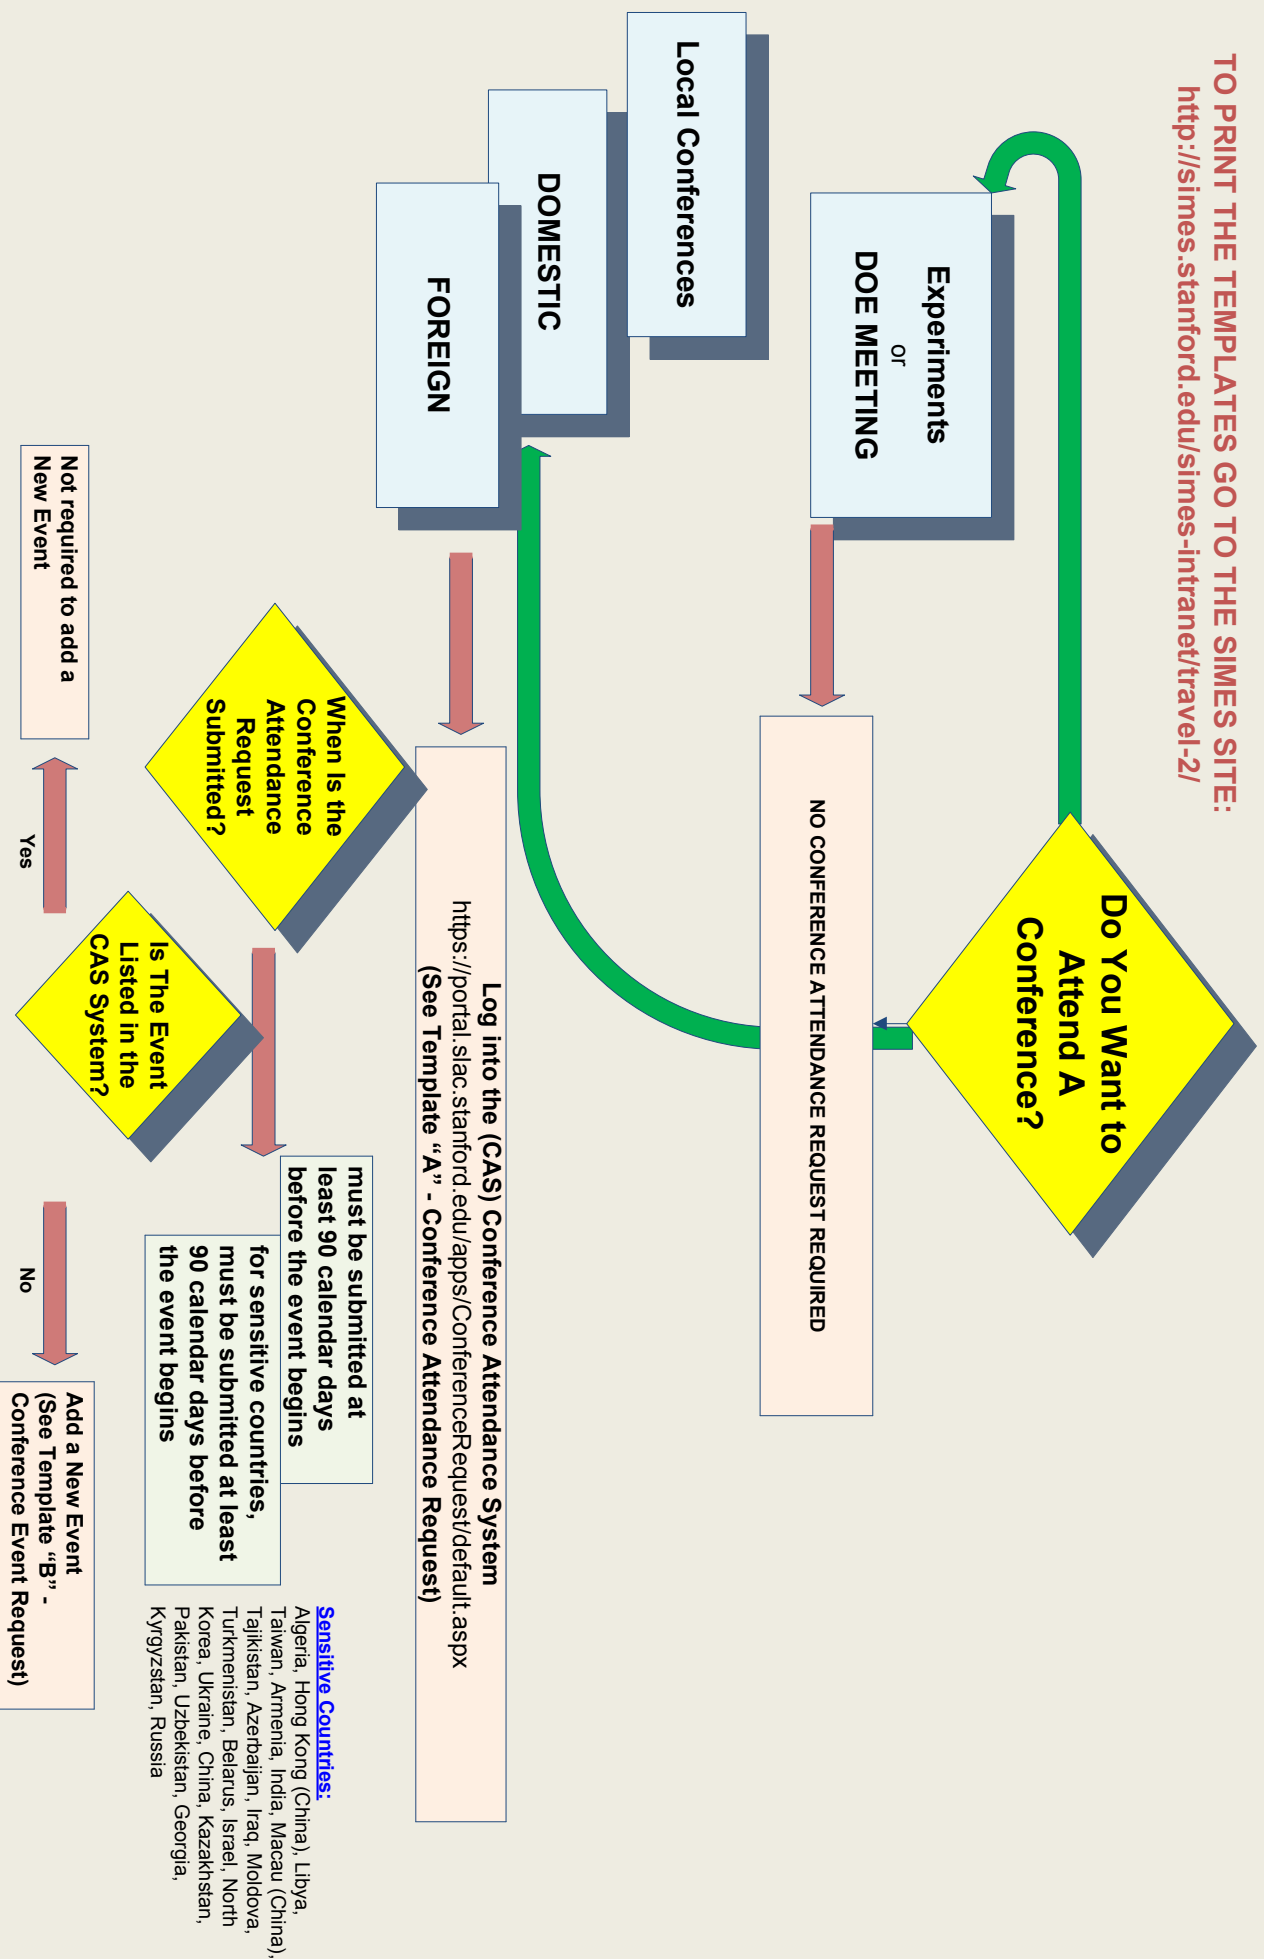 TO PRINT THE TEMPLATES GO TO THE SIMES SITE:
http://simes.stanford.edu/simes-intranet/travel-2/
Do You Want to
Attend A
Conference?
Experiments
or
DOE MEETING
NO CONFERENCE ATTENDANCE REQUEST REQUIRED
Local Conferences
DOMESTIC
FOREIGN
Log into the (CAS) Conference Attendance System
https://portal.slac.stanford.edu/apps/ConferenceRequest/default.aspx
(See Template “A” - Conference Attendance Request)
When Is the
Conference
Attendance
Request
Submitted?
must be submitted at
least 90 calendar days
before the event begins
for sensitive countries,
must be submitted at least
90 calendar days before
the event begins
Sensitive Countries:
Algeria, Hong Kong (China), Libya,
Taiwan, Armenia, India, Macau (China),
Tajikistan, Azerbaijan, Iraq, Moldova,
Turkmenistan, Belarus, Israel, North
Korea, Ukraine, China, Kazakhstan,
Pakistan, Uzbekistan, Georgia,
Kyrgyzstan, Russia
Is The Event
Listed in the
CAS System?
Yes
Not required to add a
New Event
No
Add a New Event
(See Template “B” -
Conference Event Request)